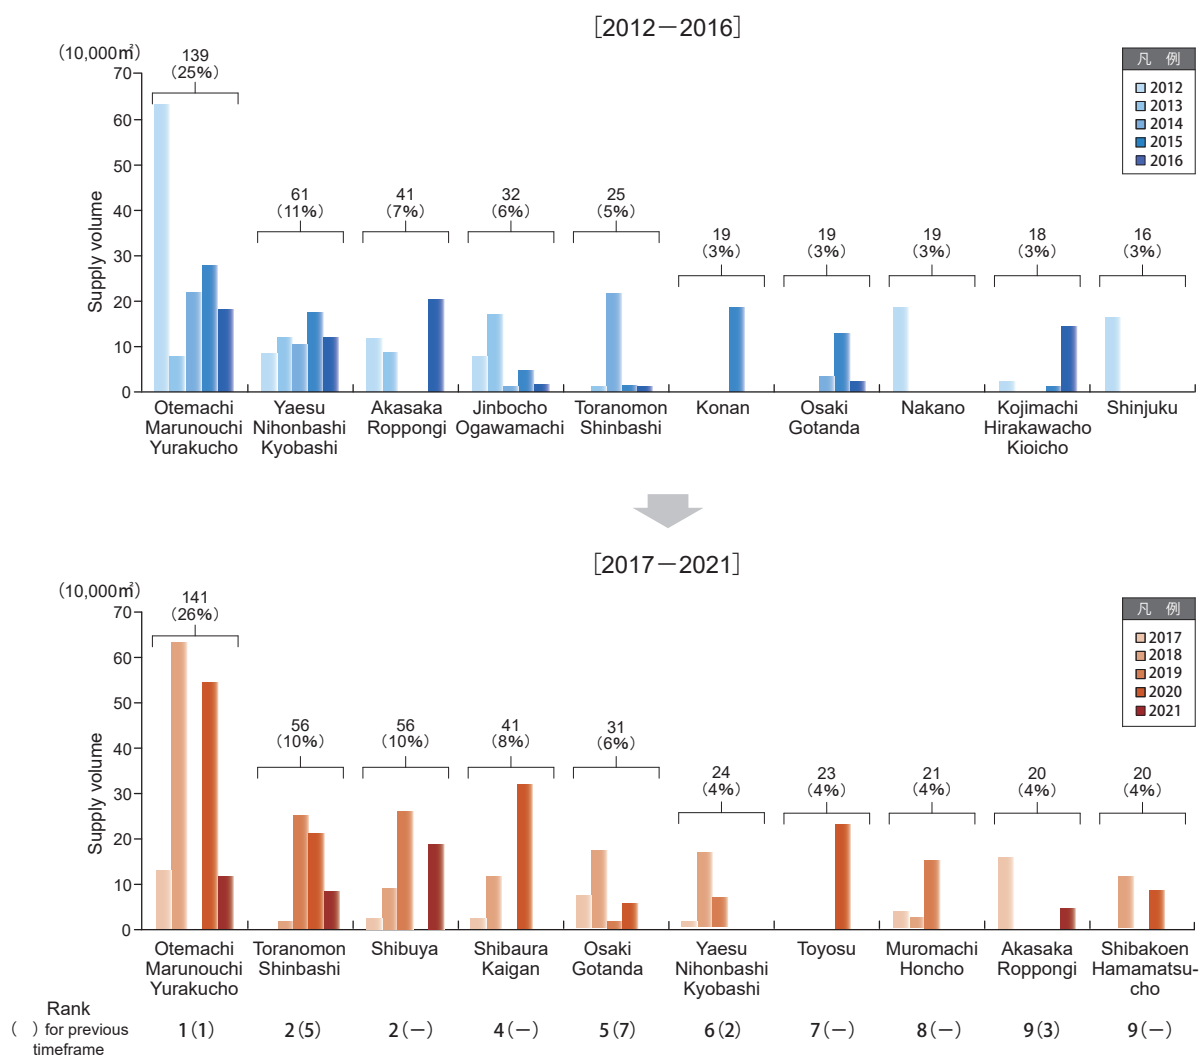 [2012－2016]
(10,000㎡)
凡 例
2012
2013
2014
2015
2016
Supply volume
70
60
50
40
30
20
10
0
139
(25%)
61
(11%)
41
(7%)
32
(6%)
25
(5%)
19
(3%)
19
(3%)
19
(3%)
18
(3%)
16
(3%)
Otemachi
Marunouchi
Yurakucho
Yaesu
Nihonbashi
Kyobashi
Akasaka
Roppongi
Jinbocho
Ogawamachi
Toranomon
Shinbashi
Konan
Osaki
Gotanda
Nakano
Kojimachi
Hirakawacho
Kioicho
Shinjuku
[2017－2021]
(10,000㎡)
凡 例
2017
2018
2019
2020
2021
Supply volume
70
60
50
40
30
20
10
0
141
(26%)
56
(10%)
56
(10%)
41
(8%)
31
(6%)
24
(4%)
23
(4%)
21
(4%)
20
(4%)
20
(4%)
Otemachi
Marunouchi
Yurakucho
Toranomon
Shinbashi
Shibuya
Shibaura
Kaigan
Osaki
Gotanda
Yaesu
Nihonbashi
Kyobashi
Toyosu
Muromachi
Honcho
Akasaka
Roppongi
Shibakoen
Hamamatsu-
cho
Rank
( ) for previous
timeframe
1(1) 2(5) 2(－) 4(－) 5(7) 6(2) 7(－) 8(－) 9(3) 9(－)